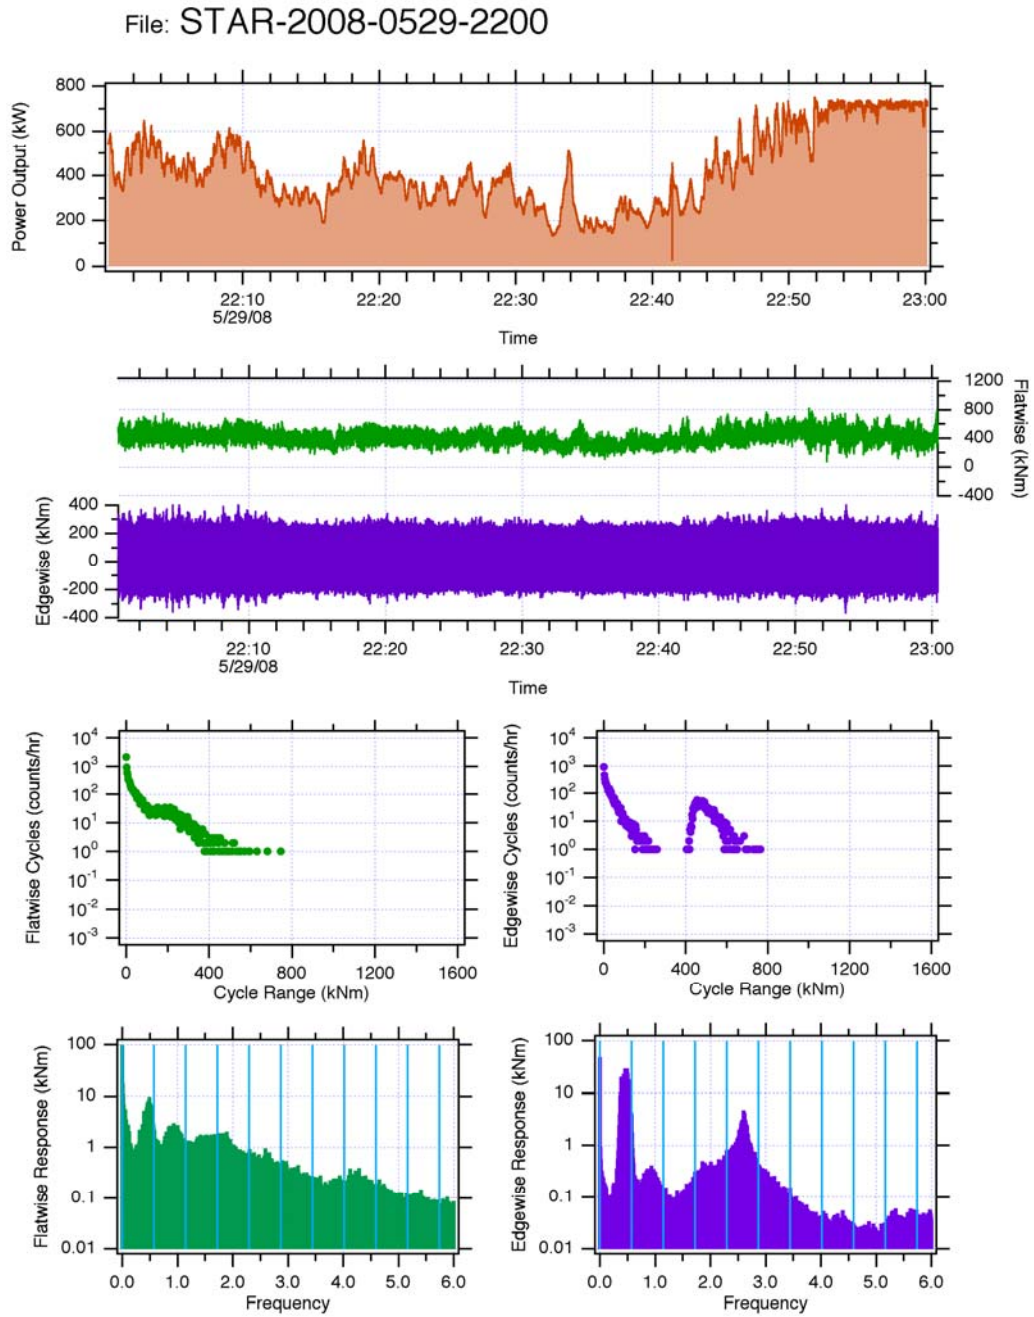 File: STAR-2008-0529-2200
Power Output (kW)
800
600
400
200
0
22:10 22:20 22:30 22:40 22:50 23:00
5/29/08
Time
Flatwise (kNm)
1200
800
400
0
-400
Edgewise (kNm)
400
200
0
-200
-400
22:10 22:20 22:30 22:40 22:50 23:00
5/29/08
Time
Flatwise Cycles (counts/hr)
10^4
10^3
10^2
10^1
10^0
10^-1
10^-2
10^-3
0 400 800 1200 1600
Cycle Range (kNm)
Edgewise Cycles (counts/hr)
10^4
10^3
10^2
10^1
10^0
10^-1
10^-2
10^-3
0 400 800 1200 1600
Cycle Range (kNm)
Flatwise Response (kNm)
100
10
1
0.1
0.01
0.0 1.0 2.0 3.0 4.0 5.0 6.0
Frequency
Edgewise Response (kNm)
100
10
1
0.1
0.01
0.0 1.0 2.0 3.0 4.0 5.0 6.0
Frequency